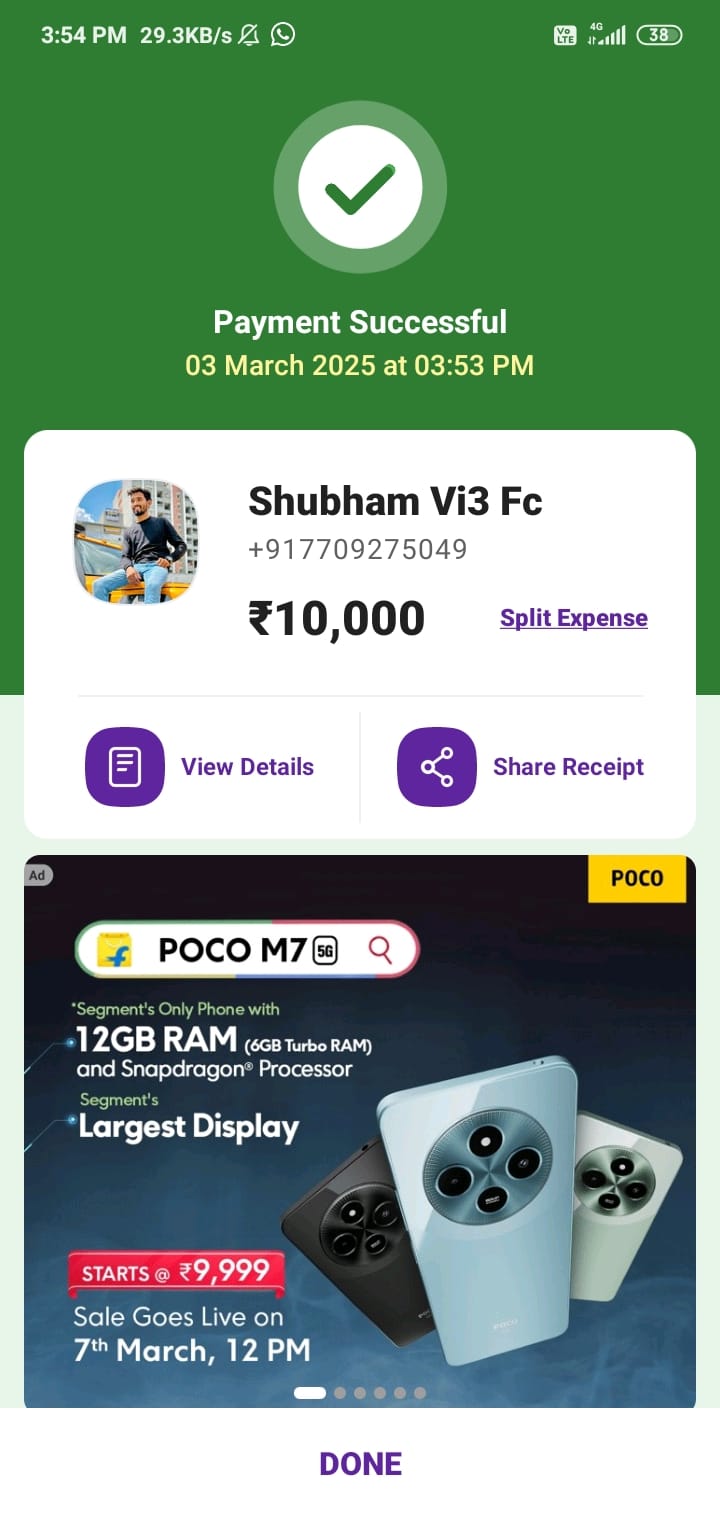 3:54 PM 29.3KB/s
Vo LTE 4G 38
Payment Successful
03 March 2025 at 03:53 PM
Shubham Vi3 Fc
+917709275049
₹10,000 Split Expense
View Details Share Receipt
Ad
POCO
POCO M7 5G
*Segment's Only Phone with
12GB RAM (6GB Turbo RAM)
and Snapdragon® Processor
Segment's
Largest Display
STARTS @ ₹9,999
Sale Goes Live on
7th March, 12 PM
POCO
DONE